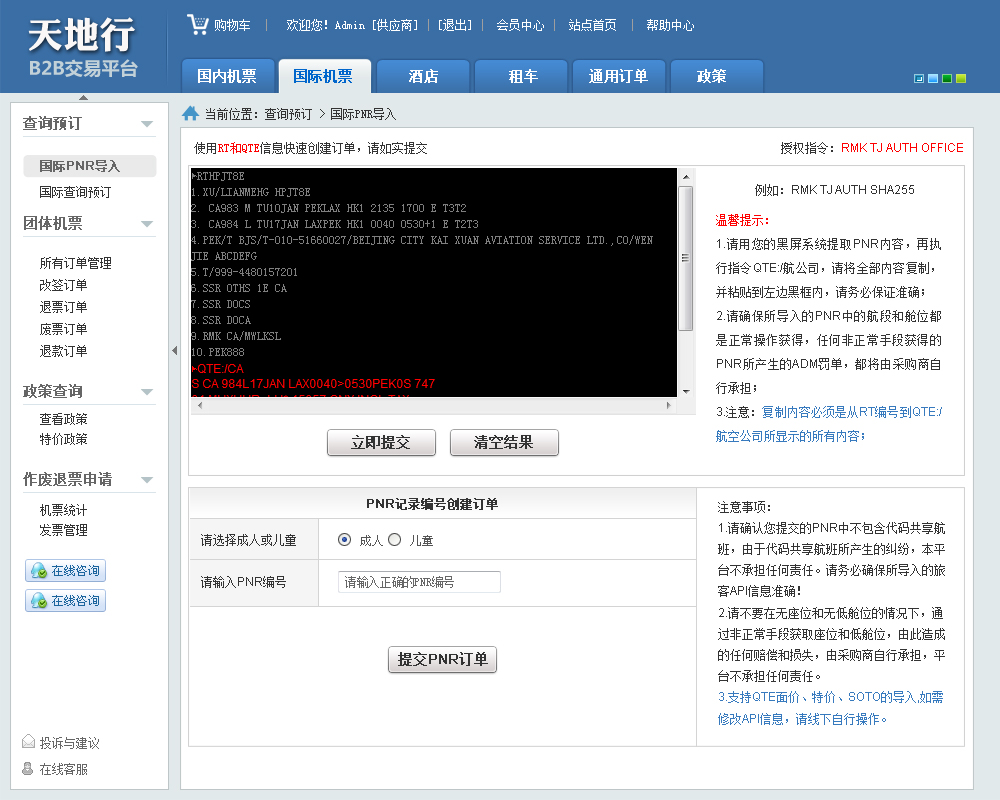 天地行
B2B交易平台
购物车
欢迎您! Admin [供应商]
[退出]
会员中心
站点首页
帮助中心
国内机票
国际机票
酒店
租车
通用订单
政策
查询预订
国际PNR导入
国际查询预订
团体机票
所有订单管理
改签订单
退票订单
废票订单
退款订单
政策查询
查看政策
特价政策
作废退票申请
机票统计
发票管理
在线咨询
在线咨询
投诉与建议
在线客服
当前位置: 查询预订 > 国际PNR导入
使用RT和QTE信息快速创建订单，请如实提交
授权指令: RMK TJ AUTH OFFICE
▶RTHPJT8E
1.XU/LIANMEHG HPJT8E
2. CA983 M TU10JAN PEKLAX HK1 2135 1700 E T3T2
3. CA984 L TU17JAN LAXPEK HK1 0040 0530+1 E T2T3
4.PEK/T BJS/T-010-51660027/BEIJING CITY KAI XUAN AVIATION SERVICE LTD.,CO/WEN
JIE ABCDEFG
5.T/999-4480157201
6.SSR OTHS 1E CA
7.SSR DOCS
8.SSR DOCA
9.RMK CA/MWLKSL
10.PEK888
▶QTE:/CA
S CA 984L17JAN LAX0040>0530PEK0S 747
立即提交
清空结果
例如: RMK TJ AUTH SHA255
温馨提示:
1.请用您的黑屏系统提取PNR内容，再执
行指令QTE:/航公司，请将全部内容复制，
并粘贴到左边黑框内，请务必保证准确；
2.请确保所导入的PNR中的航段和舱位都
是正常操作获得，任何非正常手段获得的
PNR所产生的ADM罚单，都将由采购商自
行承担；
3.注意：复制内容必须是从RT编号到QTE:/
航空公司所显示的所有内容；
PNR记录编号创建订单
请选择成人或儿童
成人
儿童
请输入PNR编号
请输入正确的PNR编号
提交PNR订单
注意事项:
1.请确认您提交的PNR中不包含代码共享航
班，由于代码共享航班所产生的纠纷，本平
台不承担任何责任。请务必确保所导入的旅
客API信息准确！
2.请不要在无座位和无低舱位的情况下，通
过非正常手段获取座位和低舱位，由此造成
的任何赔偿和损失，由采购商自行承担，平
台不承担任何责任。
3.支持QTE面价、特价、SOTO的导入,如需
修改API信息，请线下自行操作。